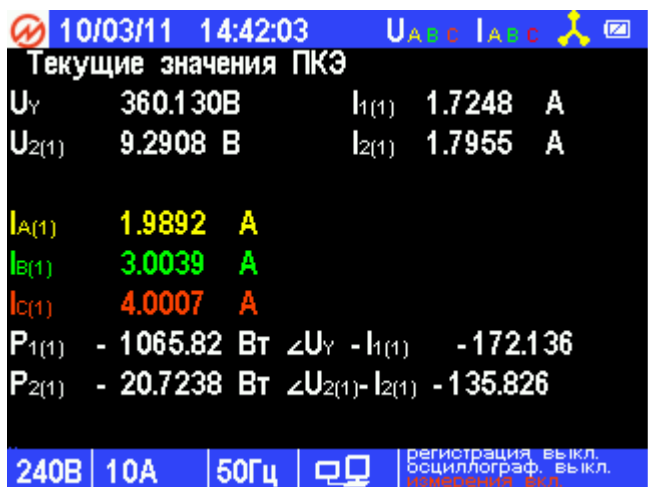 10/03/11 14:42:03 UABC IABC
Текущие значения ПКЭ
UY 360.130В I1(1) 1.7248 А
U2(1) 9.2908 В I2(1) 1.7955 А
IA(1) 1.9892 А
IB(1) 3.0039 А
IC(1) 4.0007 А
P1(1) - 1065.82 Вт ∠UY - I1(1) -172.136
P2(1) - 20.7238 Вт ∠U2(1)- I2(1) -135.826
240В 10А 50Гц регистрация выкл.
осциллограф. выкл.
измерения вкл.